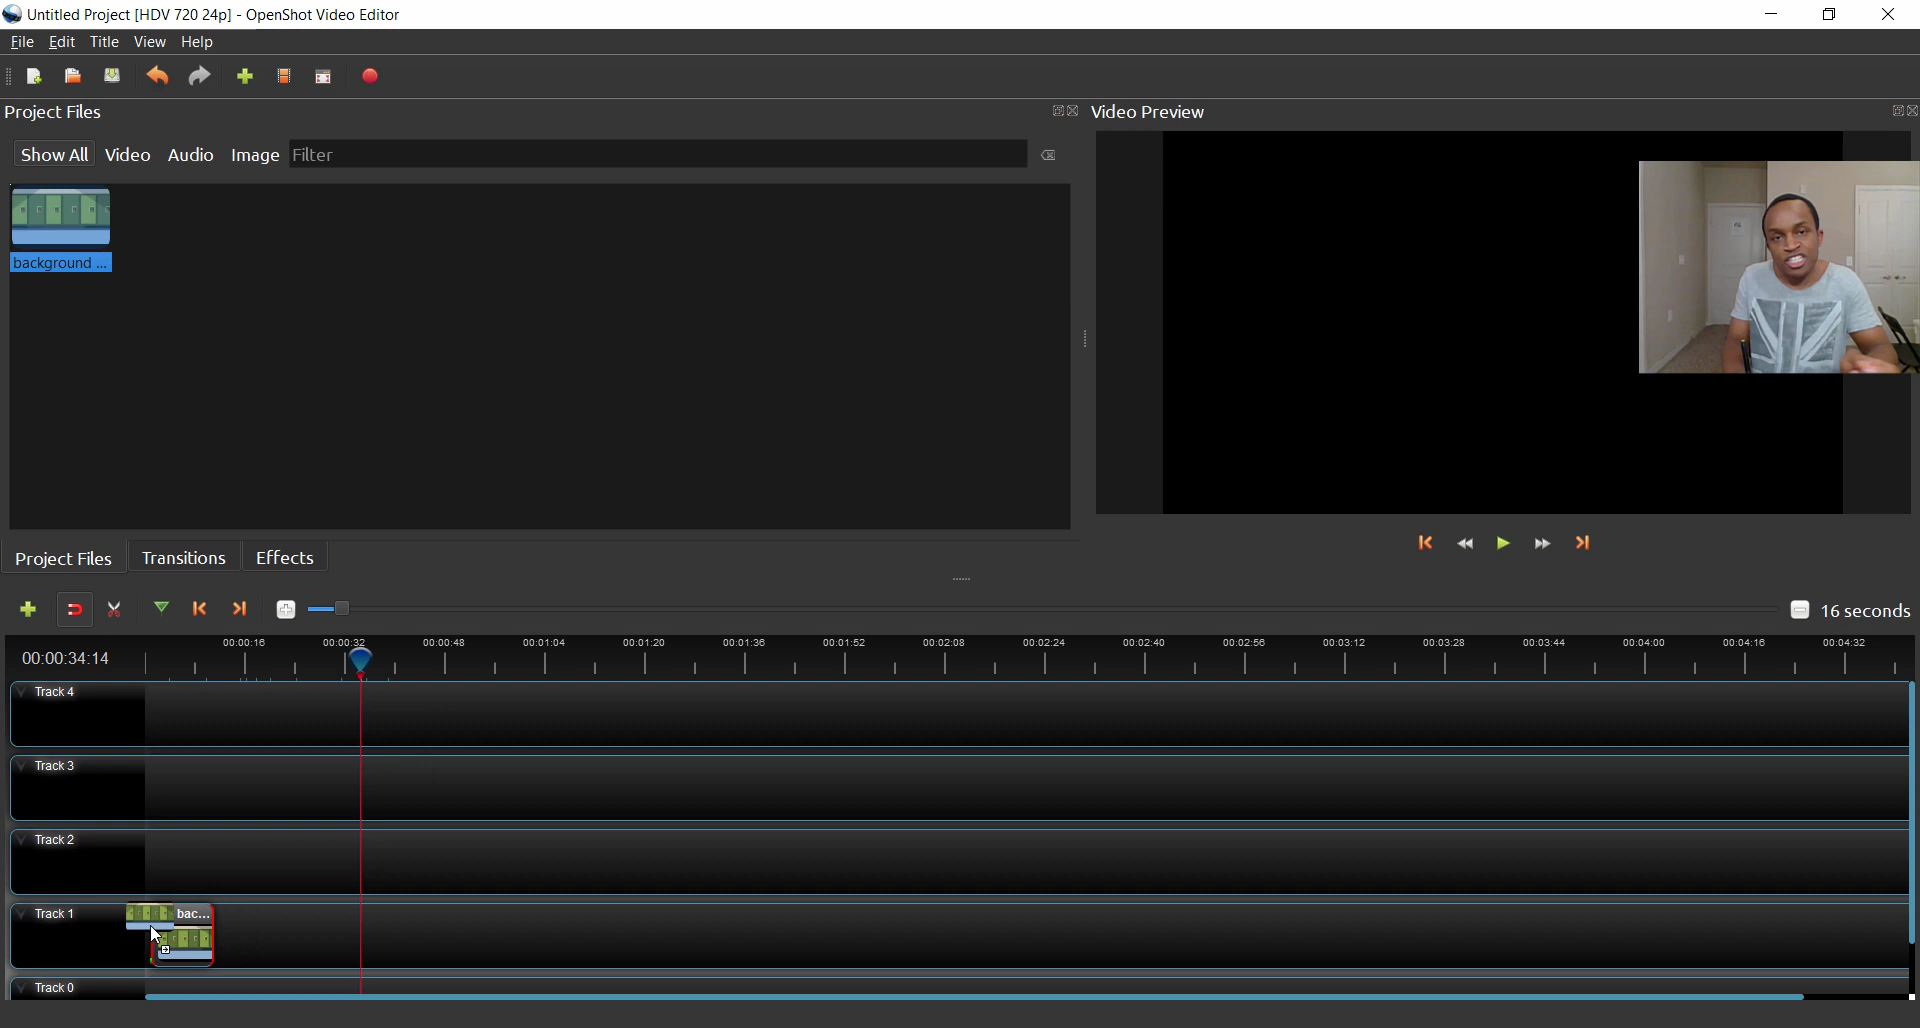 Untitled Project [HDV 720 24p] - OpenShot Video Editor
File Edit Title View Help
Project Files
Video Preview
Show All Video Audio Image Filter
background ...
Project Files Transitions Effects
16 seconds
00:00:34:14
00:00:16 00:00:32 00:00:48 00:01:04 00:01:20 00:01:36 00:01:52 00:02:08 00:02:24 00:02:40 00:02:56 00:03:12 00:03:28 00:03:44 00:04:00 00:04:16 00:04:32
Track 4
Track 3
Track 2
Track 1
bac...
Track 0